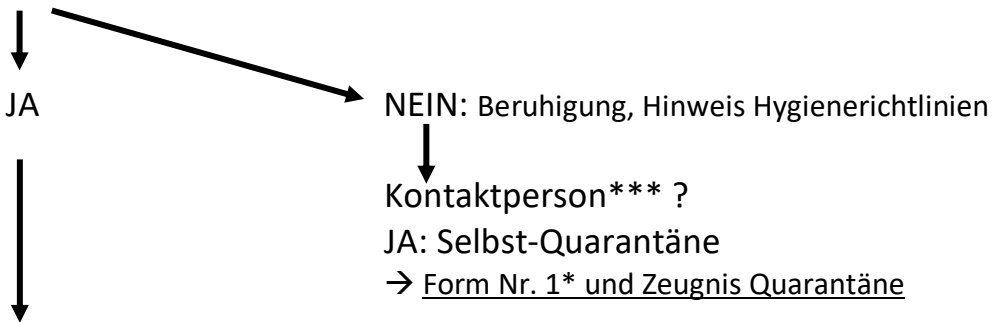 JA
NEIN: Beruhigung, Hinweis Hygienerichtlinien
Kontaktperson*** ?
JA: Selbst-Quarantäne
→ Form Nr. 1* und Zeugnis Quarantäne